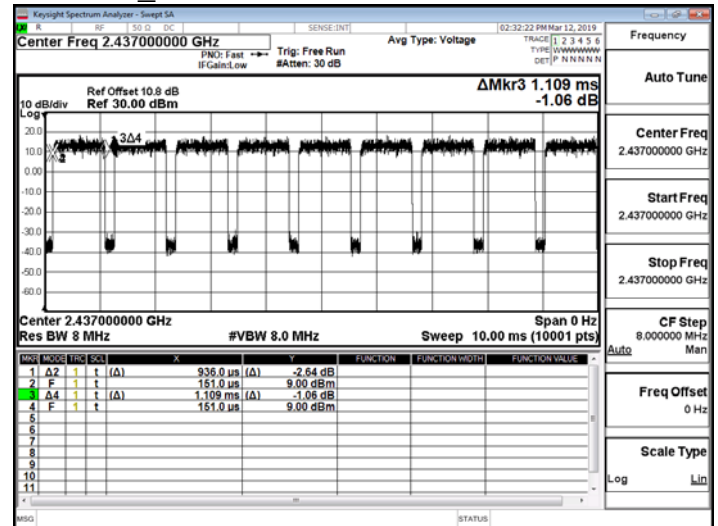 Keysight Spectrum Analyzer - Swept SA
R RF 50 Ω DC SENSE:INT 02:32:22 PM Mar 12, 2019
Center Freq 2.437000000 GHz
PNO: Fast
IFGain:Low
Trig: Free Run
#Atten: 30 dB
Avg Type: Voltage
TRACE 1 2 3 4 5 6
TYPE WWWWWWW
DET P N N N N N
ΔMkr3 1.109 ms
-1.06 dB
Ref Offset 10.8 dB
10 dB/div Ref 30.00 dBm
Log
20.0
10.0
0.00
-10.0
-20.0
-30.0
-40.0
-50.0
-60.0
3Δ4
Center 2.437000000 GHz Span 0 Hz
Res BW 8 MHz #VBW 8.0 MHz Sweep 10.00 ms (10001 pts)
MKR MODE TRC SCL X Y FUNCTION FUNCTION WIDTH FUNCTION VALUE
1 Δ2 1 t (Δ) 936.0 µs (Δ) -2.64 dB
2 F 1 t 151.0 µs 9.00 dBm
3 Δ4 1 t (Δ) 1.109 ms (Δ) -1.06 dB
4 F 1 t 151.0 µs 9.00 dBm
5
6
7
8
9
10
11
MSG STATUS
Frequency
Auto Tune
Center Freq
2.437000000 GHz
Start Freq
2.437000000 GHz
Stop Freq
2.437000000 GHz
CF Step
8.000000 MHz
Auto Man
Freq Offset
0 Hz
Scale Type
Log Lin